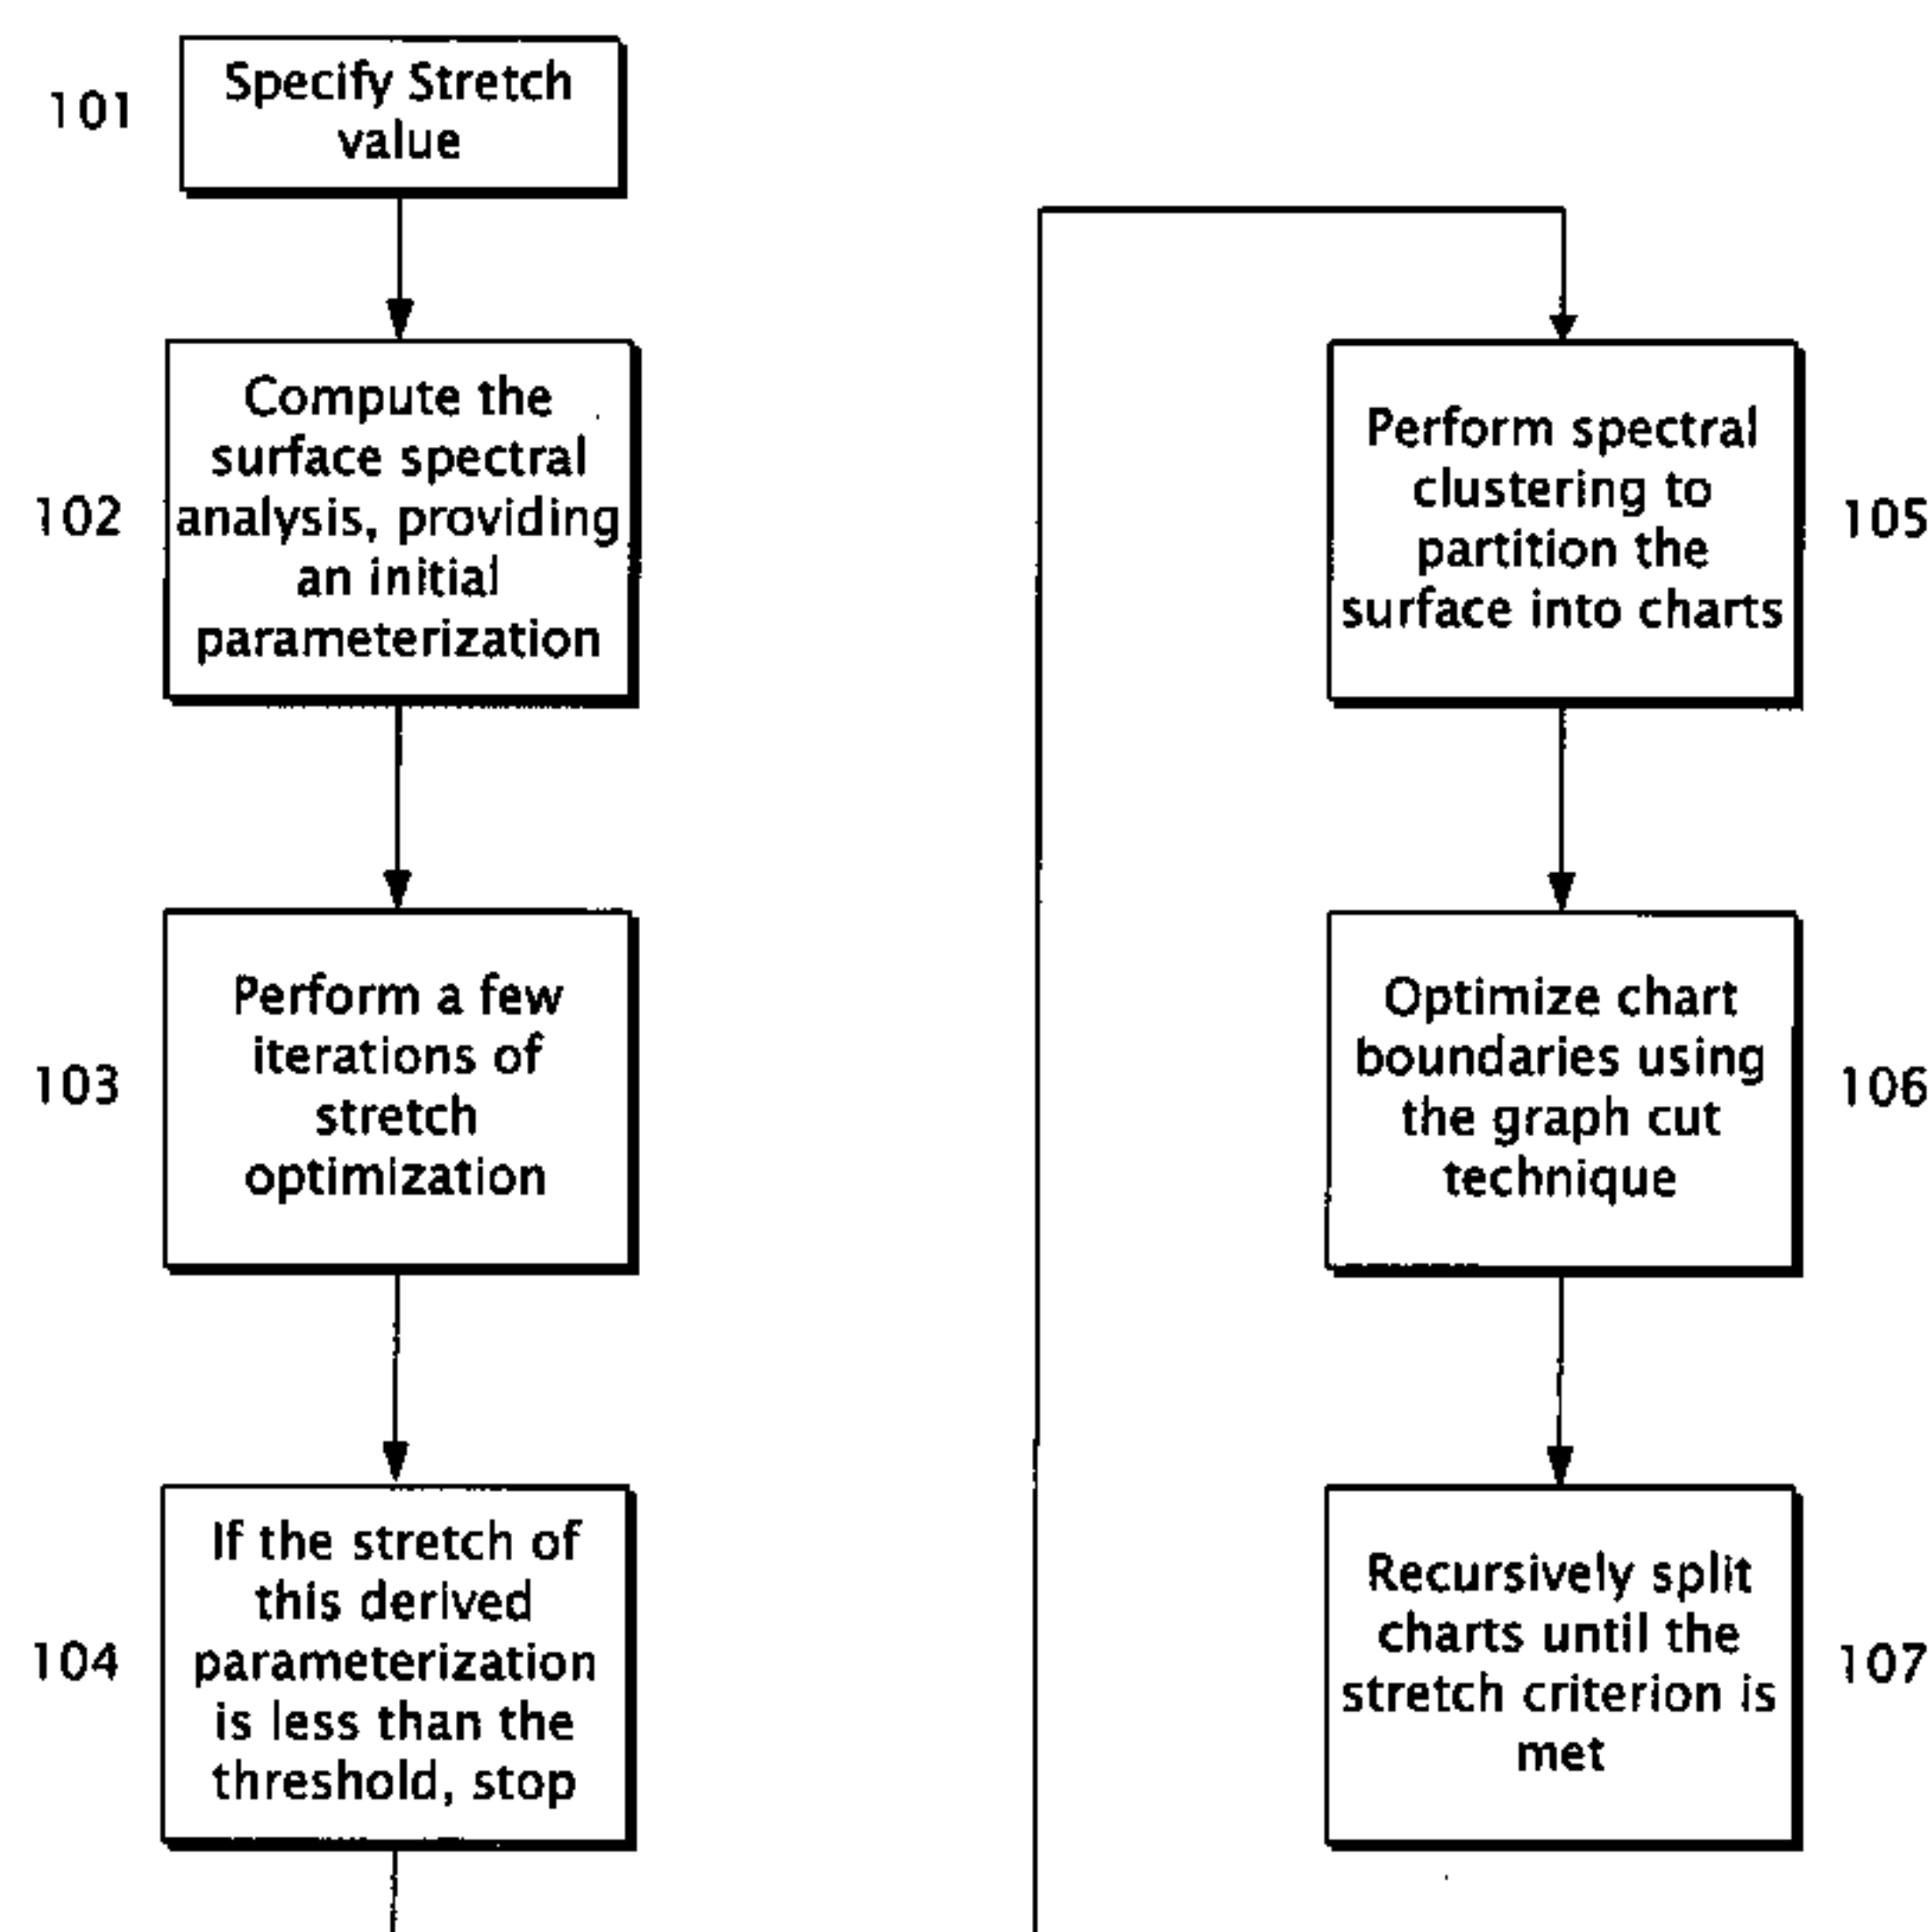 101
Specify Stretch
value
102
Compute the
surface spectral
analysis, providing
an initial
parameterization
103
Perform a few
iterations of
stretch
optimization
104
If the stretch of
this derived
parameterization
is less than the
threshold, stop
Perform spectral
clustering to
partition the
surface into charts
105
Optimize chart
boundaries using
the graph cut
technique
106
Recursively split
charts until the
stretch criterion is
met
107